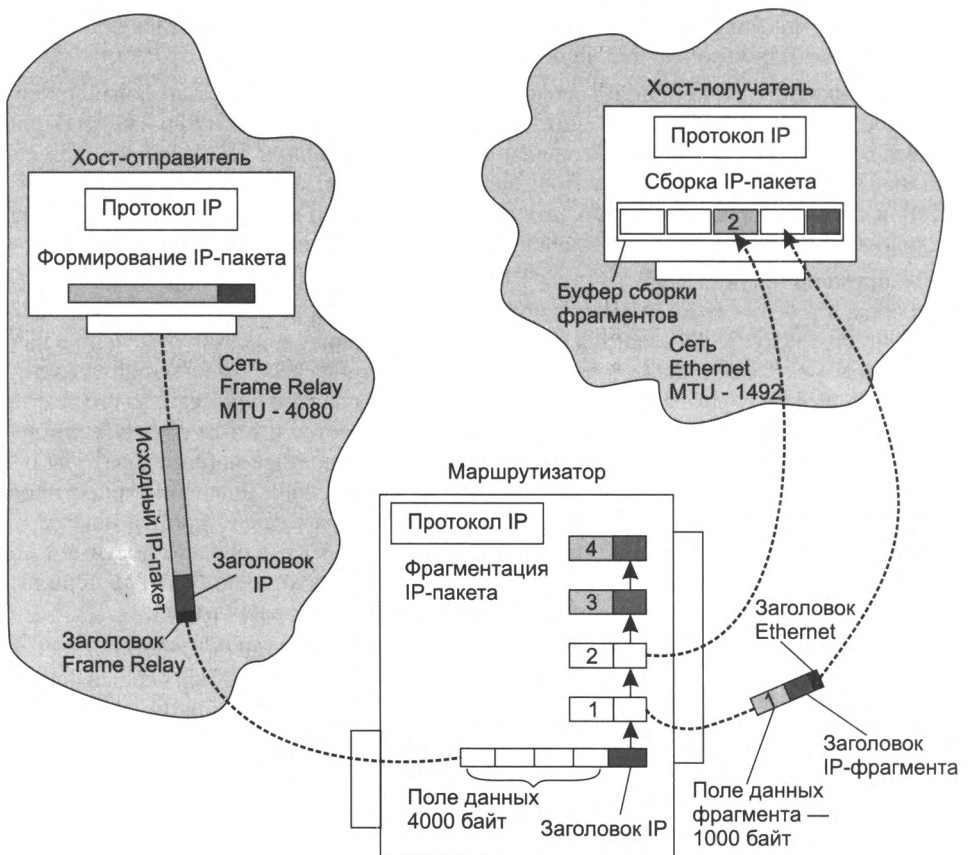 Хост-отправитель
Протокол IP
Формирование IP-пакета
Сеть
Frame Relay
MTU - 4080
Исходный IP-пакет
Заголовок
IP
Заголовок
Frame Relay
Хост-получатель
Протокол IP
Сборка IP-пакета
2
Буфер сборки
фрагментов
Сеть
Ethernet
MTU - 1492
Маршрутизатор
Протокол IP
Фрагментация
IP-пакета
4
3
2
1
Поле данных
4000 байт
Заголовок IP
Заголовок
Ethernet
1
Заголовок
IP-фрагмента
Поле данных
фрагмента —
1000 байт